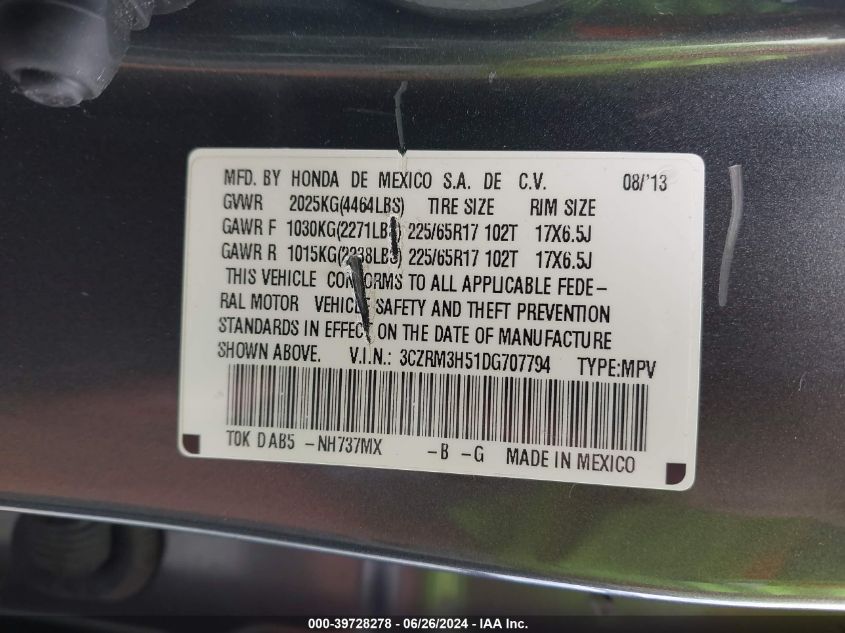 MFD. BY HONDA DE MEXICO S.A. DE C.V. 08/'13
GVWR 2025KG(4464LBS) TIRE SIZE RIM SIZE
GAWR F 1030KG(2271LBS) 225/65R17 102T 17X6.5J
GAWR R 1015KG(2238LBS) 225/65R17 102T 17X6.5J
THIS VEHICLE CONFORMS TO ALL APPLICABLE FEDE-
RAL MOTOR VEHICLE SAFETY AND THEFT PREVENTION
STANDARDS IN EFFECT ON THE DATE OF MANUFACTURE
SHOWN ABOVE. V.I.N.: 3CZRM3H51DG707794 TYPE:MPV
TOK D AB5 -NH737MX -B -G MADE IN MEXICO
000-39728278 - 06/26/2024 - IAA Inc.